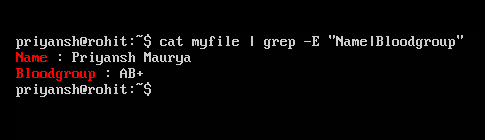 priyansh@rohit:~$ cat myfile | grep -E "Name|Bloodgroup"
Name : Priyansh Maurya
Bloodgroup : AB+
priyansh@rohit:~$